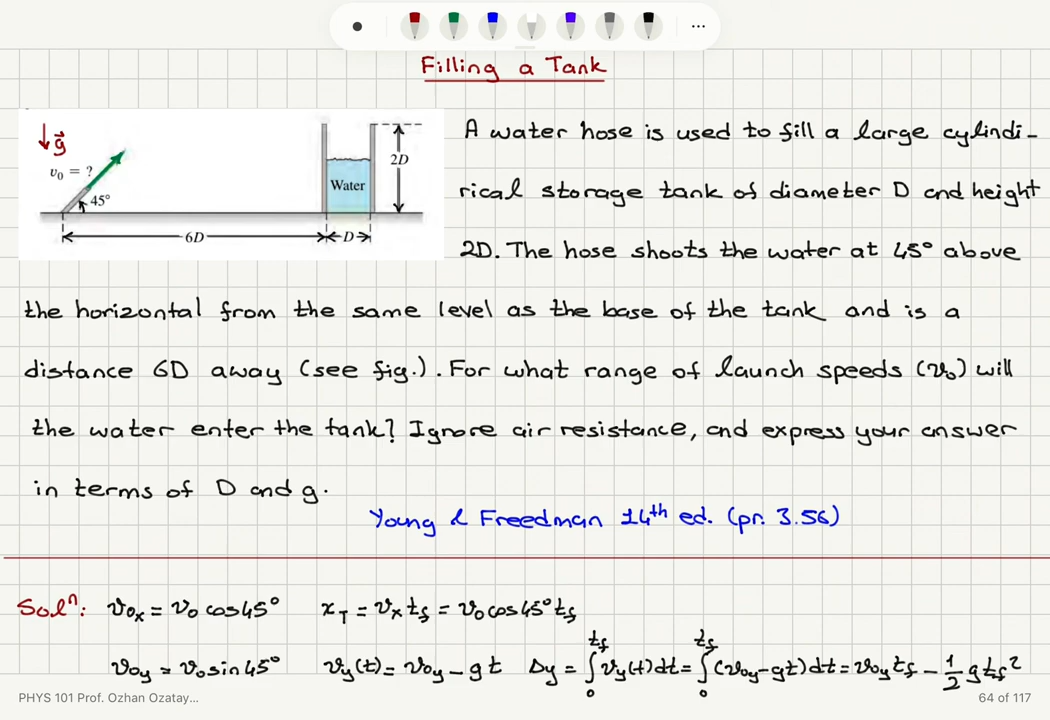 ...
Filling a Tank
↓g⃗
v₀ = ?
45°
Water
2D
6D
D
A water hose is used to fill a large cylindi-
rical storage tank of diameter D and height
2D. The hose shoots the water at 45° above
the horizontal from the same level as the base of the tank and is a
distance 6D away (see fig.). For what range of launch speeds (v₀) will
the water enter the tank? Ignore air resistance, and express your answer
in terms of D and g.
Young & Freedman 14th ed. (pr. 3.56)
Solⁿ: v₀ₓ = v₀ cos45° x_T = vₓ t_f = v₀ cos45° t_f
v₀y = v₀ sin45° v_y(t) = v₀y - gt Δy = ∫₀^{t_f} v_y(t)dt = ∫₀^{t_f} (v₀y - gt)dt = v₀y t_f - 1/2 g t_f²
PHYS 101 Prof. Ozhan Ozatay...
64 of 117